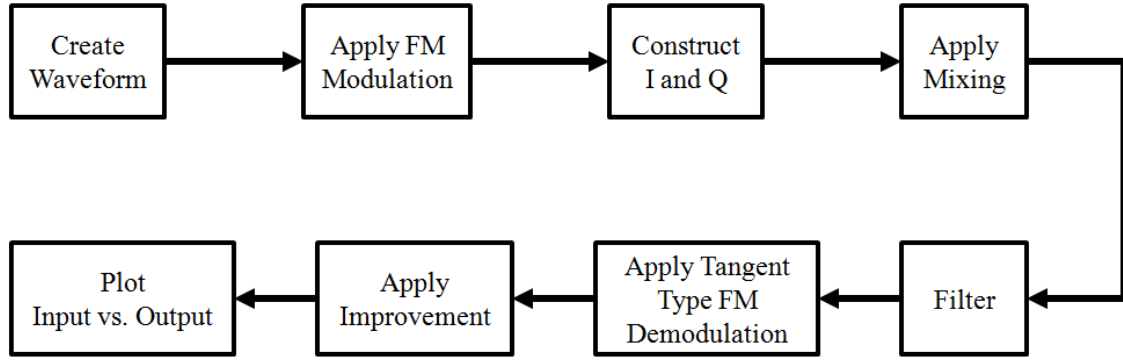 Create
Waveform
Apply FM
Modulation
Construct
I and Q
Apply
Mixing
Filter
Apply Tangent
Type FM
Demodulation
Apply
Improvement
Plot
Input vs. Output